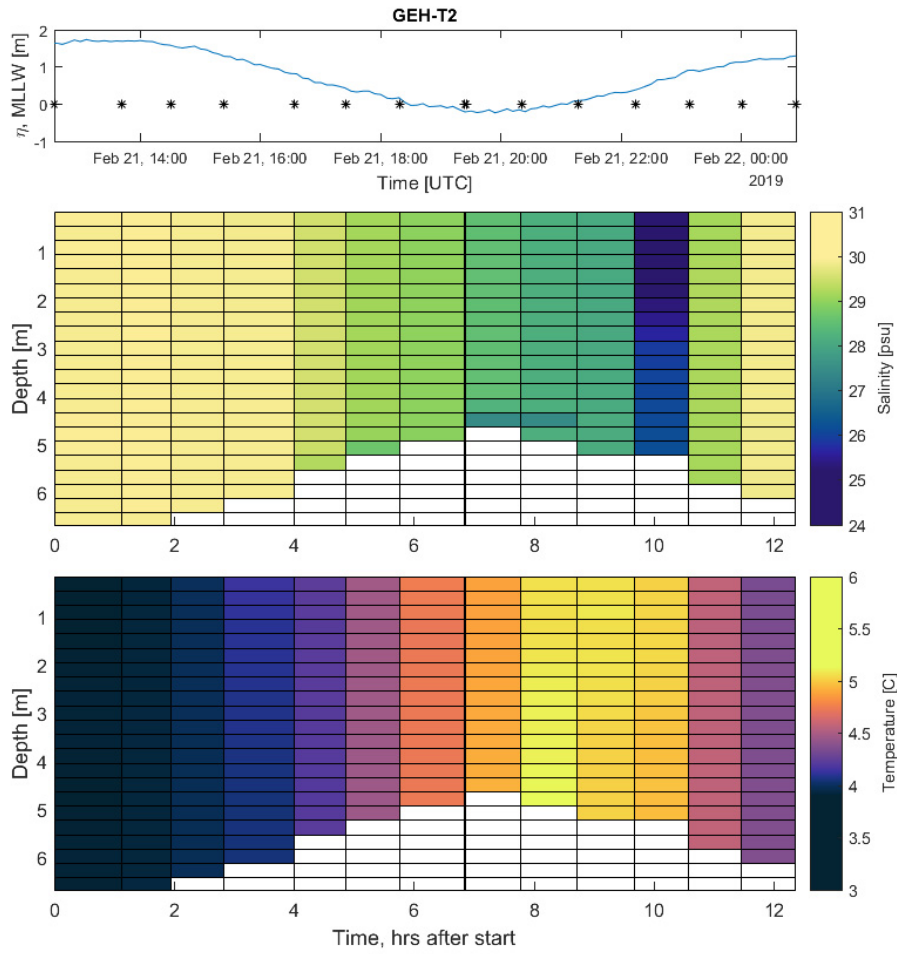 GEH-T2
η, MLLW [m]
2
1
0
-1
Feb 21, 14:00 Feb 21, 16:00 Feb 21, 18:00 Feb 21, 20:00 Feb 21, 22:00 Feb 22, 00:00
Time [UTC]
2019
Depth [m]
1
2
3
4
5
6
0 2 4 6 8 10 12
31
30
29
28
27
26
25
24
Salinity [psu]
Depth [m]
1
2
3
4
5
6
0 2 4 6 8 10 12
Time, hrs after start
6
5.5
5
4.5
4
3.5
3
Temperature [C]